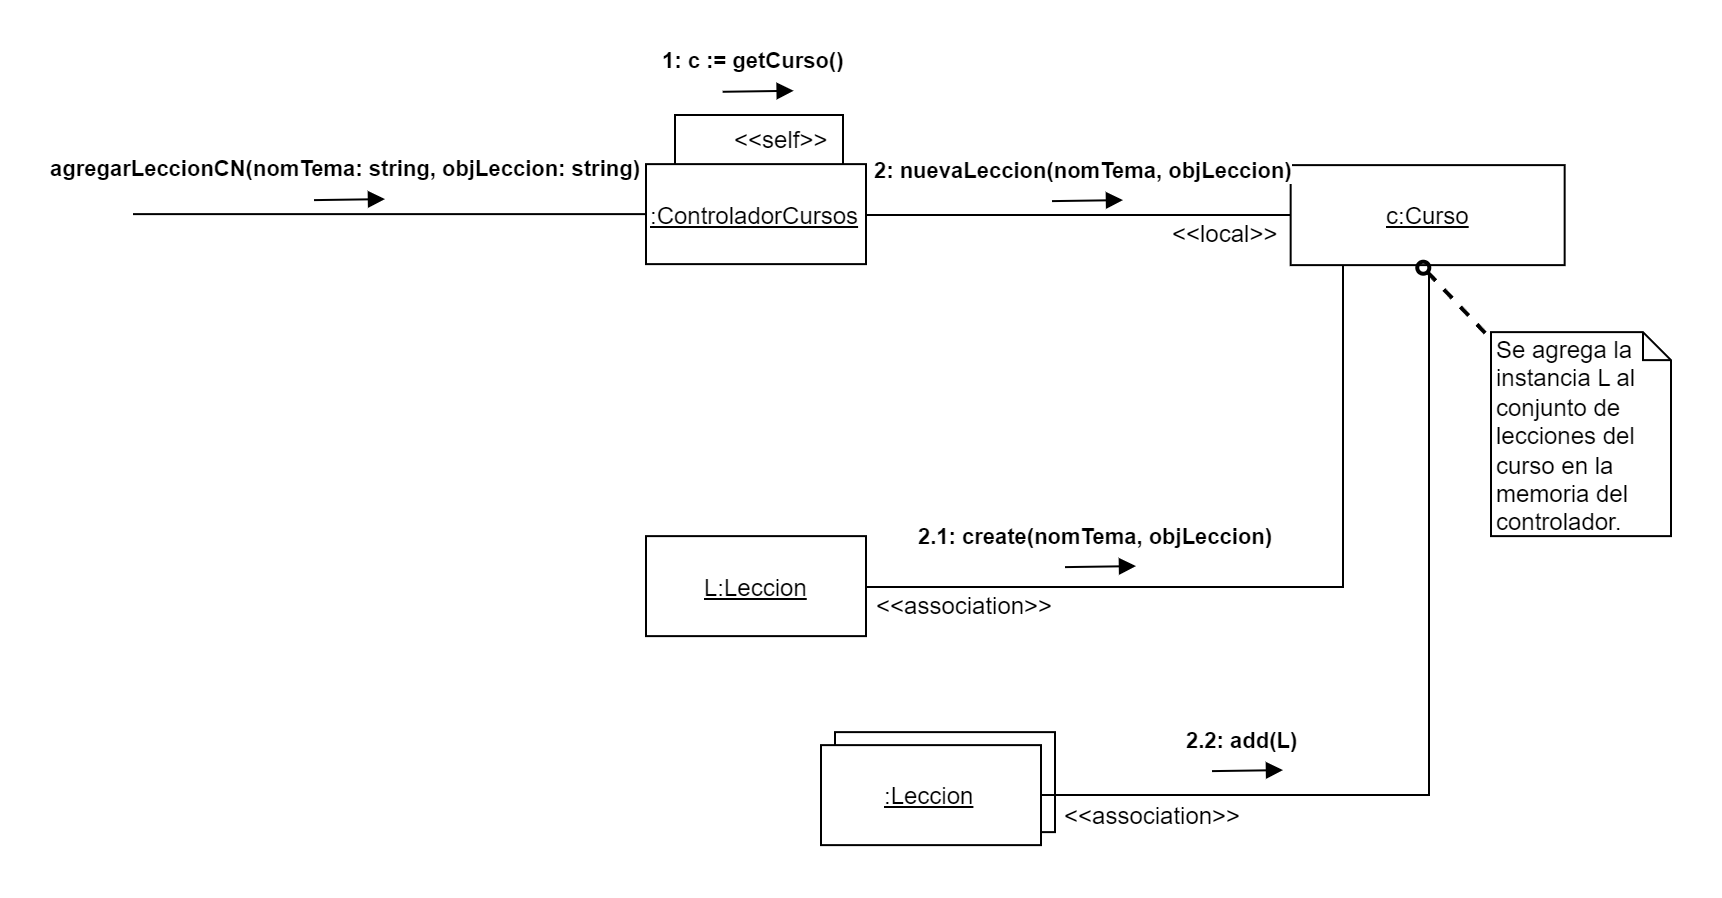 1: c := getCurso()
<<self>>
agregarLeccionCN(nomTema: string, objLeccion: string)
:ControladorCursos
2: nuevaLeccion(nomTema, objLeccion)
<<local>>
c:Curso
Se agrega la
instancia L al
conjunto de
lecciones del
curso en la
memoria del
controlador.
2.1: create(nomTema, objLeccion)
L:Leccion
<<association>>
2.2: add(L)
:Leccion
<<association>>